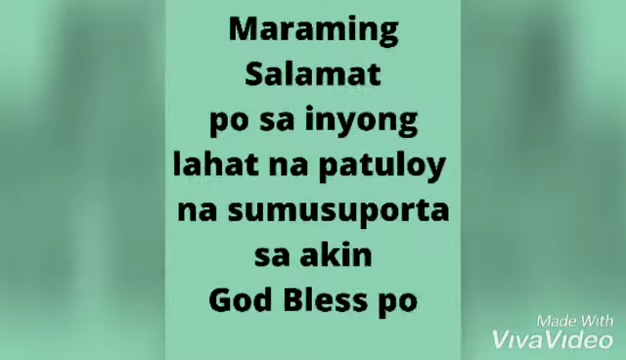 Maraming
Salamat
po sa inyong
lahat na patuloy
na sumusuporta
sa akin
God Bless po
Made With
VivaVideo